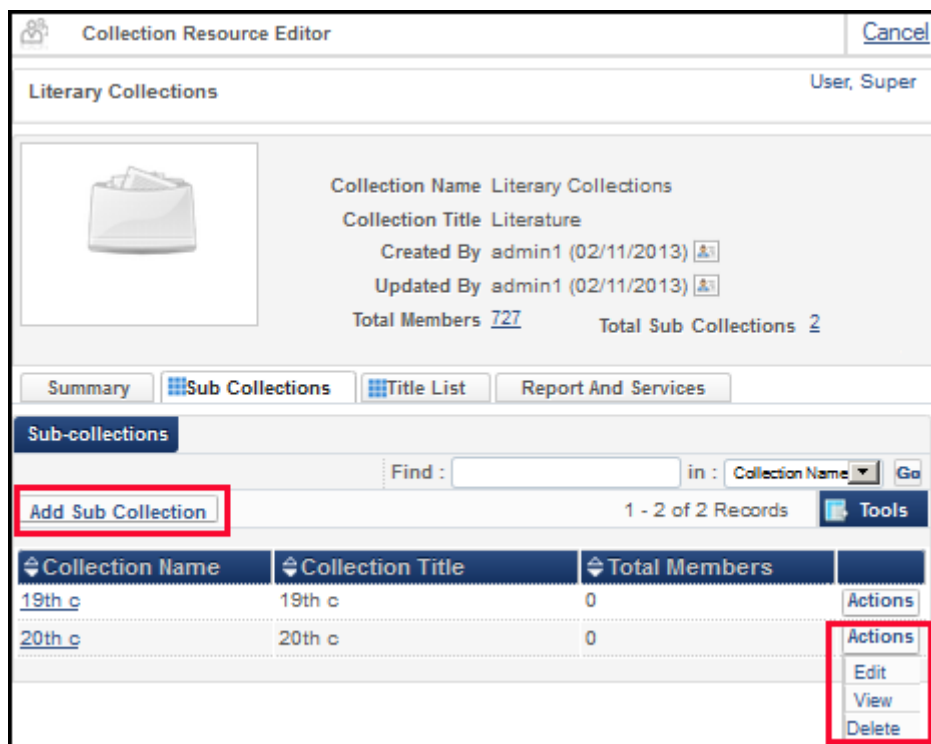 Collection Resource Editor Cancel
Literary Collections User, Super
Collection Name Literary Collections
Collection Title Literature
Created By admin1 (02/11/2013)
Updated By admin1 (02/11/2013)
Total Members 727 Total Sub Collections 2
Summary Sub Collections Title List Report And Services
Sub-collections
Find : in : Collection Name Go
Add Sub Collection 1 - 2 of 2 Records Tools
Collection Name Collection Title Total Members
19th c 19th c 0 Actions
20th c 20th c 0 Actions
Edit
View
Delete